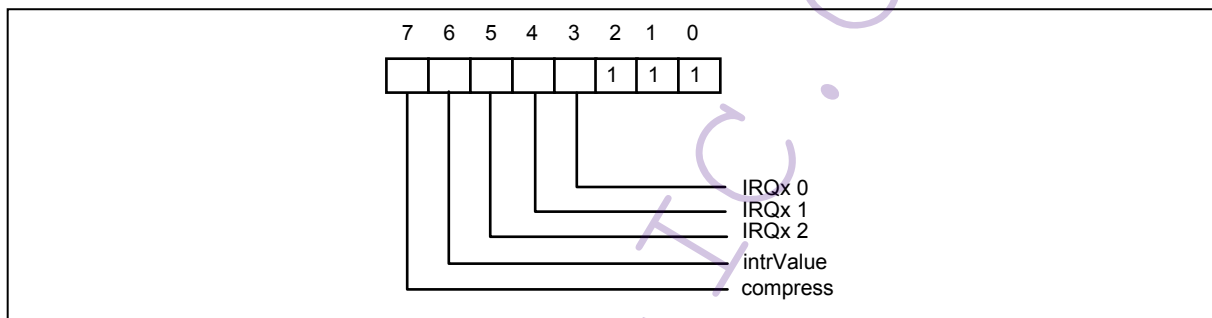 7 6 5 4 3 2 1 0
1 1 1
IRQx 0
IRQx 1
IRQx 2
intrValue
compress
IC.